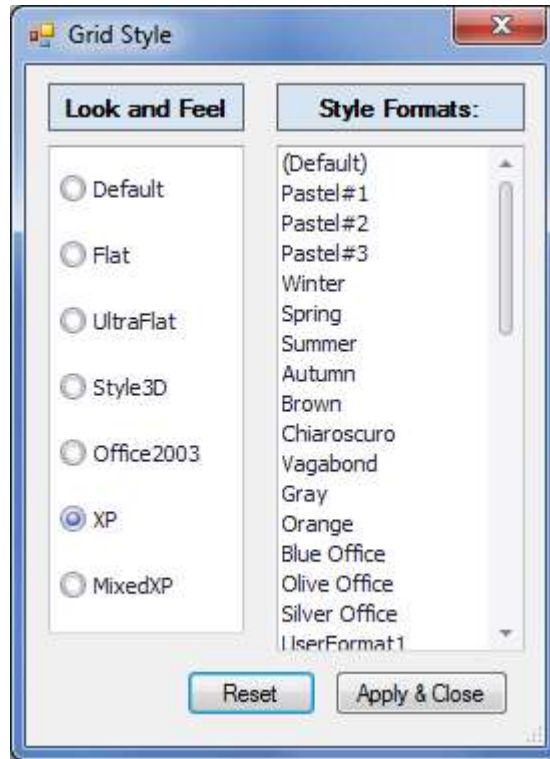 Grid Style
Look and Feel
Default
Flat
UltraFlat
Style3D
Office2003
XP
MixedXP
Style Formats:
(Default)
Pastel#1
Pastel#2
Pastel#3
Winter
Spring
Summer
Autumn
Brown
Chiaroscuro
Vagabond
Gray
Orange
Blue Office
Olive Office
Silver Office
UserFormat1
Reset
Apply & Close